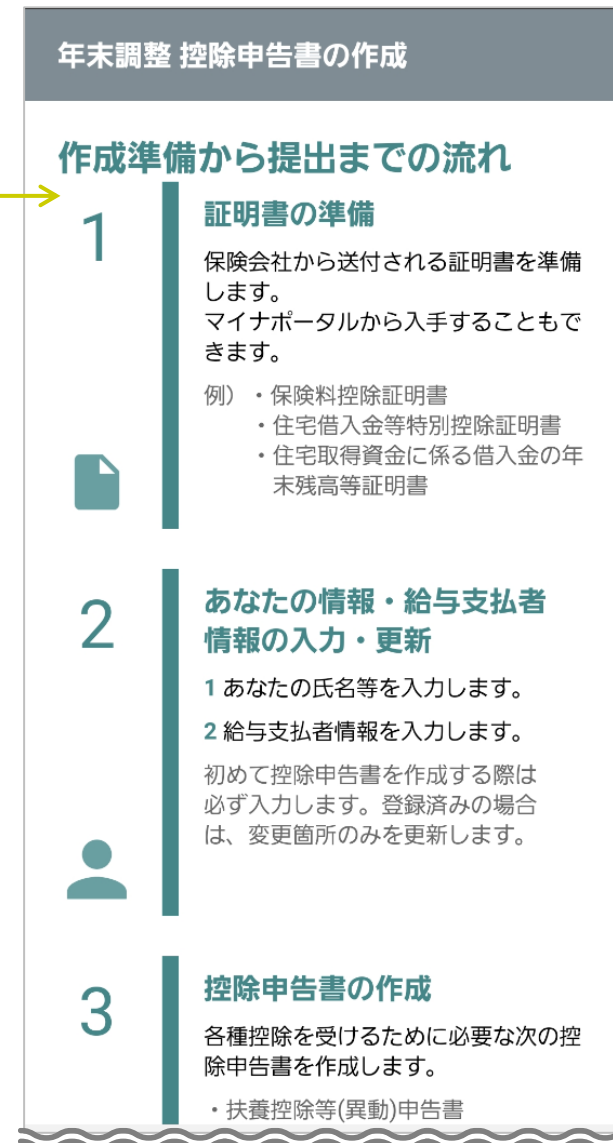 年末調整 控除申告書の作成
作成準備から提出までの流れ
1
証明書の準備
保険会社から送付される証明書を準備
します。
マイナポータルから入手することもで
きます。
例）・保険料控除証明書
・住宅借入金等特別控除証明書
・住宅取得資金に係る借入金の年
末残高等証明書
2
あなたの情報・給与支払者
情報の入力・更新
1 あなたの氏名等を入力します。
2 給与支払者情報を入力します。
初めて控除申告書を作成する際は
必ず入力します。登録済みの場合
は、変更箇所のみを更新します。
3
控除申告書の作成
各種控除を受けるために必要な次の控
除申告書を作成します。
・扶養控除等(異動)申告書